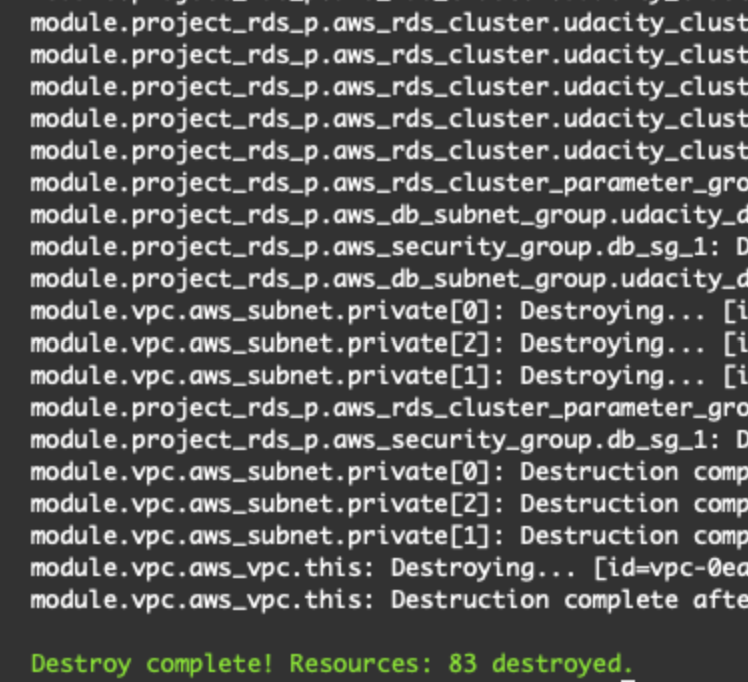 module.project_rds_p.aws_rds_cluster.udacity_clust
module.project_rds_p.aws_rds_cluster.udacity_clust
module.project_rds_p.aws_rds_cluster.udacity_clust
module.project_rds_p.aws_rds_cluster.udacity_clust
module.project_rds_p.aws_rds_cluster.udacity_clust
module.project_rds_p.aws_rds_cluster_parameter_gro
module.project_rds_p.aws_db_subnet_group.udacity_d
module.project_rds_p.aws_security_group.db_sg_1: D
module.project_rds_p.aws_db_subnet_group.udacity_d
module.vpc.aws_subnet.private[0]: Destroying... [i
module.vpc.aws_subnet.private[2]: Destroying... [i
module.vpc.aws_subnet.private[1]: Destroying... [i
module.project_rds_p.aws_rds_cluster_parameter_gro
module.project_rds_p.aws_security_group.db_sg_1: D
module.vpc.aws_subnet.private[0]: Destruction comp
module.vpc.aws_subnet.private[2]: Destruction comp
module.vpc.aws_subnet.private[1]: Destruction comp
module.vpc.aws_vpc.this: Destroying... [id=vpc-0ea
module.vpc.aws_vpc.this: Destruction complete afte
Destroy complete! Resources: 83 destroyed.